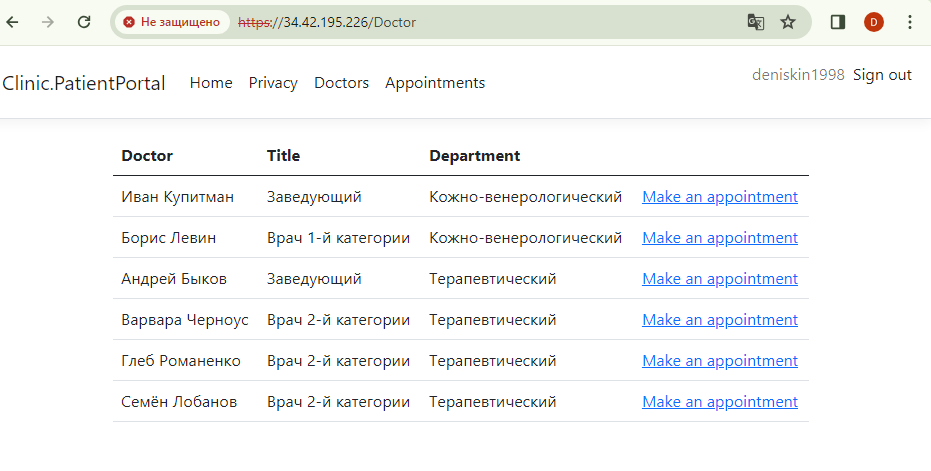 Не защищено https://34.42.195.226/Doctor D
Clinic.PatientPortal Home Privacy Doctors Appointments deniskin1998 Sign out
Doctor Title Department
Иван Купитман Заведующий Кожно-венерологический Make an appointment
Борис Левин Врач 1-й категории Кожно-венерологический Make an appointment
Андрей Быков Заведующий Терапевтический Make an appointment
Варвара Черноус Врач 2-й категории Терапевтический Make an appointment
Глеб Романенко Врач 2-й категории Терапевтический Make an appointment
Семён Лобанов Врач 2-й категории Терапевтический Make an appointment